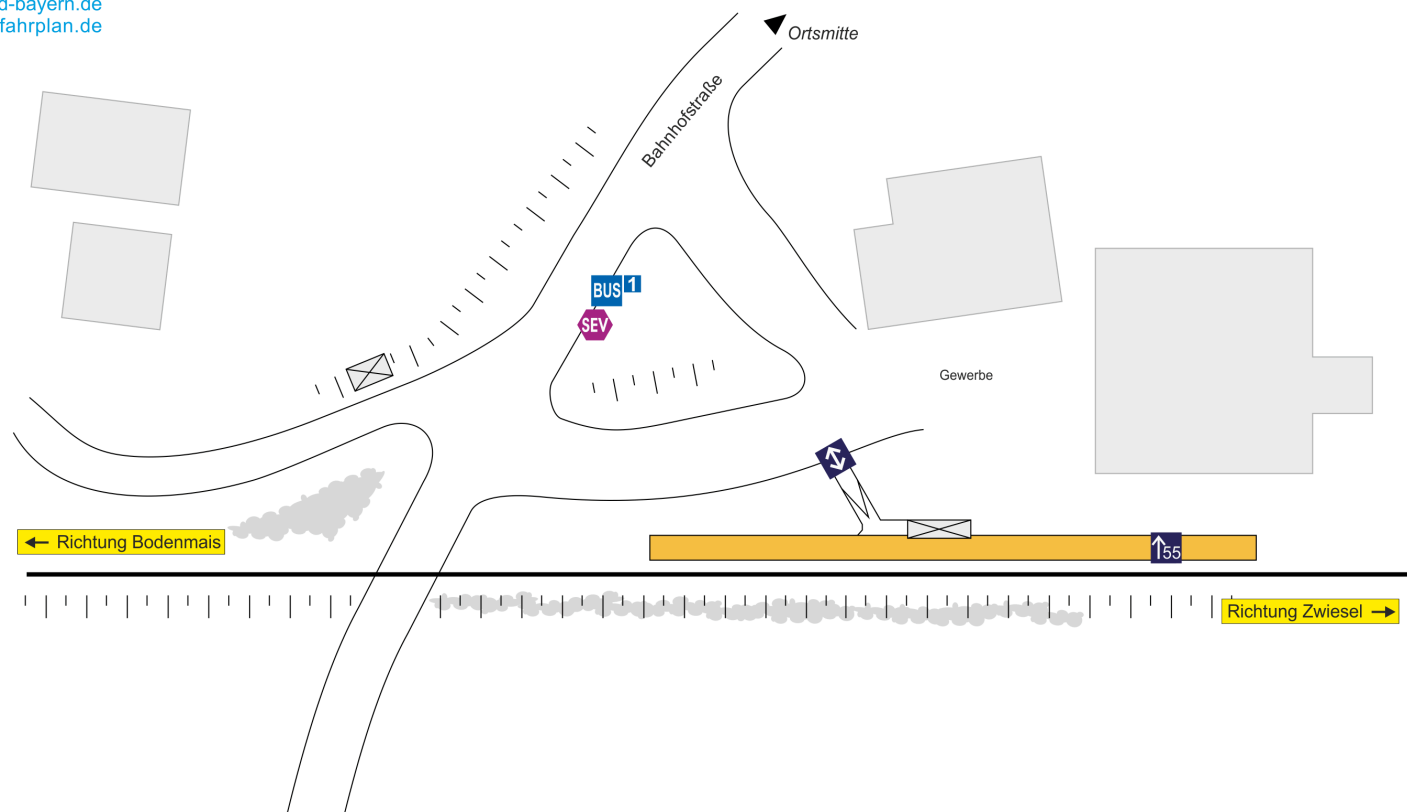 d-bayern.de
fahrplan.de
Ortsmitte
Bahnhofstraße
BUS 1
SEV
Gewerbe
← Richtung Bodenmais
↑55
Richtung Zwiesel →